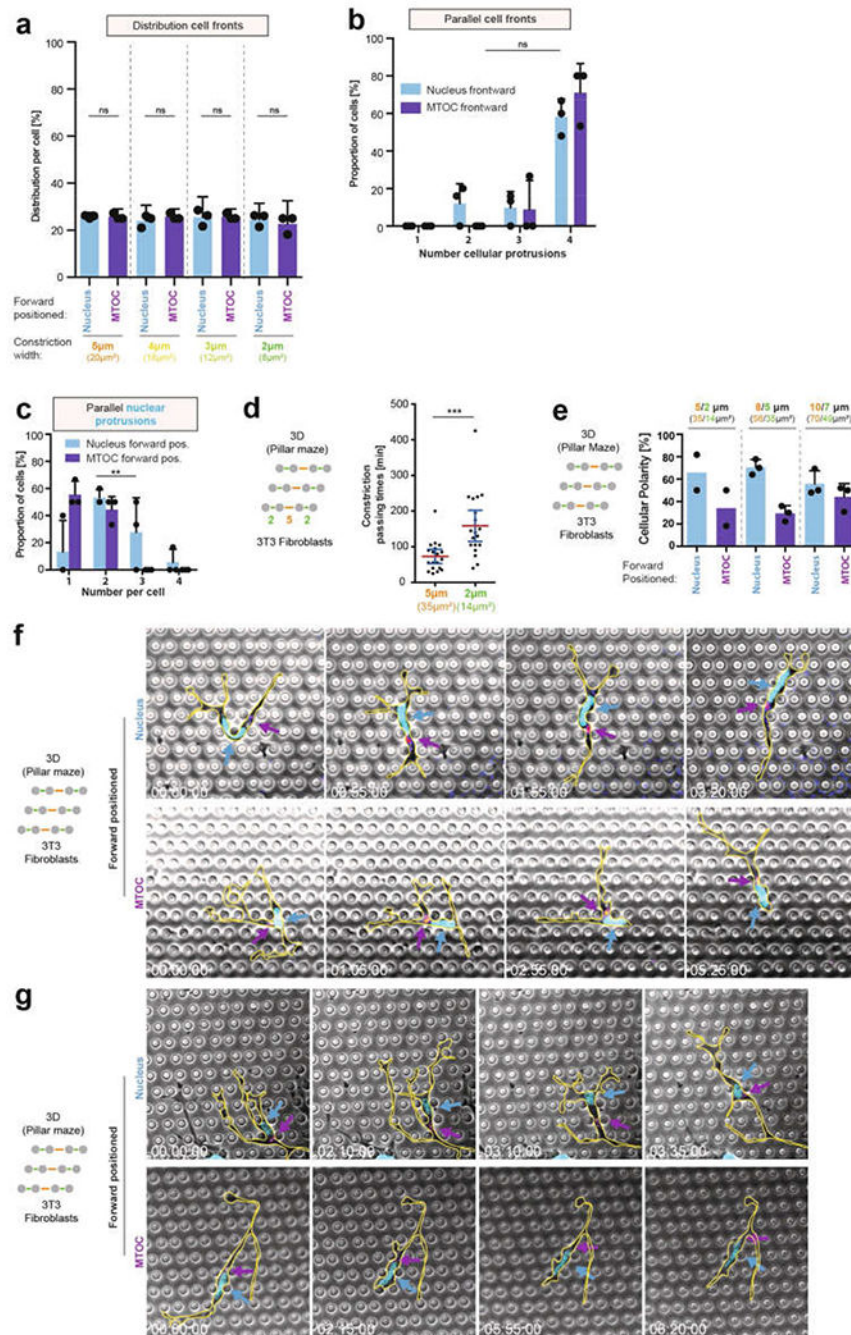 a
Distribution cell fronts
Distribution per cell [%]
100
80
60
40
20
0
ns
ns
ns
ns
Forward positioned:
Nucleus
MTOC
Nucleus
MTOC
Nucleus
MTOC
Nucleus
MTOC
Constriction width:
5µm
(20µm²)
4µm
(16µm²)
3µm
(12µm²)
2µm
(8µm²)
b
Parallel cell fronts
Proportion of cells [%]
100
80
60
40
20
0
ns
Nucleus frontward
MTOC frontward
1 2 3 4
Number cellular protrusions
c
Parallel nuclear protrusions
Nucleus forward pos.
MTOC forward pos.
Proportion of cells [%]
100
80
60
40
20
0
**
1 2 3 4
Number per cell
d
3D
(Pillar maze)
2 5 2
3T3 Fibroblasts
Constriction passing times [min]
500
400
300
200
100
0
***
5µm
(35µm²)
2µm
(14µm²)
e
3D
(Pillar Maze)
3T3
Fibroblasts
5/2 µm
(35/14µm²)
8/5 µm
(56/35µm²)
10/7 µm
(70/49µm²)
Cellular Polarity [%]
100
90
80
70
60
50
40
30
20
10
0
Forward
Positioned:
Nucleus
MTOC
Nucleus
MTOC
Nucleus
MTOC
f
3D
(Pillar maze)
3T3
Fibroblasts
Forward positioned
Nucleus
MTOC
00:00:00
00:55:00
01:55:00
03:20:00
00:00:00
01:05:00
02:55:00
05:25:00
g
3D
(Pillar maze)
3T3
Fibroblasts
Forward positioned
Nucleus
MTOC
00:00:00
02:10:00
03:10:00
03:35:00
00:00:00
02:15:00
05:55:00
06:20:00